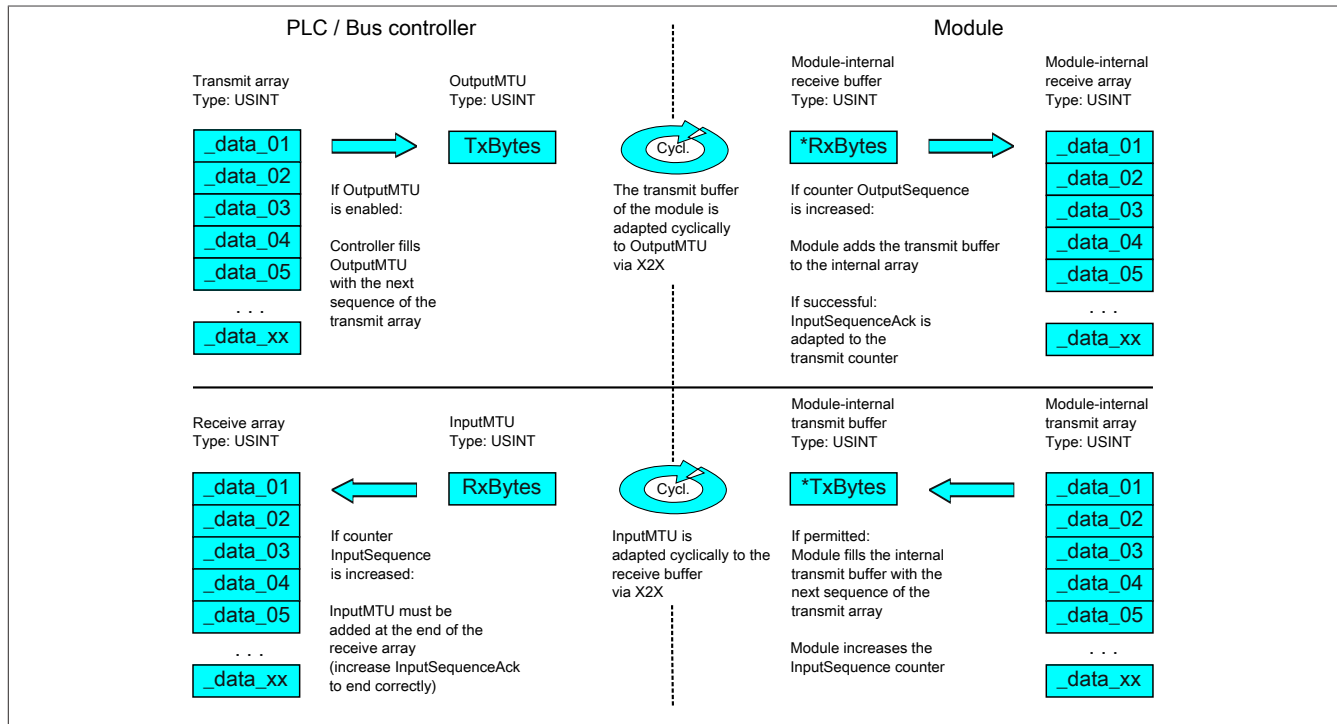 PLC / Bus controller
Module
Transmit array
Type: USINT
_data_01
_data_02
_data_03
_data_04
_data_05
. . .
_data_xx
If OutputMTU
is enabled:
Controller fills
OutputMTU
with the next
sequence of the
transmit array
OutputMTU
Type: USINT
TxBytes
Cycl.
The transmit buffer
of the module is
adapted cyclically
to OutputMTU
via X2X
Module-internal
receive buffer
Type: USINT
*RxBytes
If counter OutputSequence
is increased:
Module adds the transmit buffer
to the internal array
If successful:
InputSequenceAck is
adapted to the
transmit counter
Module-internal
receive array
Type: USINT
_data_01
_data_02
_data_03
_data_04
_data_05
. . .
_data_xx
Receive array
Type: USINT
_data_01
_data_02
_data_03
_data_04
_data_05
. . .
_data_xx
If counter
InputSequence
is increased:
InputMTU must be
added at the end of the
receive array
(increase InputSequenceAck
to end correctly)
InputMTU
Type: USINT
RxBytes
Cycl.
InputMTU is
adapted cyclically to the
receive buffer
via X2X
Module-internal
transmit buffer
Type: USINT
*TxBytes
If permitted:
Module fills the internal
transmit buffer with the
next sequence of the
transmit array
Module increases the
InputSequence counter
Module-internal
transmit array
Type: USINT
_data_01
_data_02
_data_03
_data_04
_data_05
. . .
_data_xx